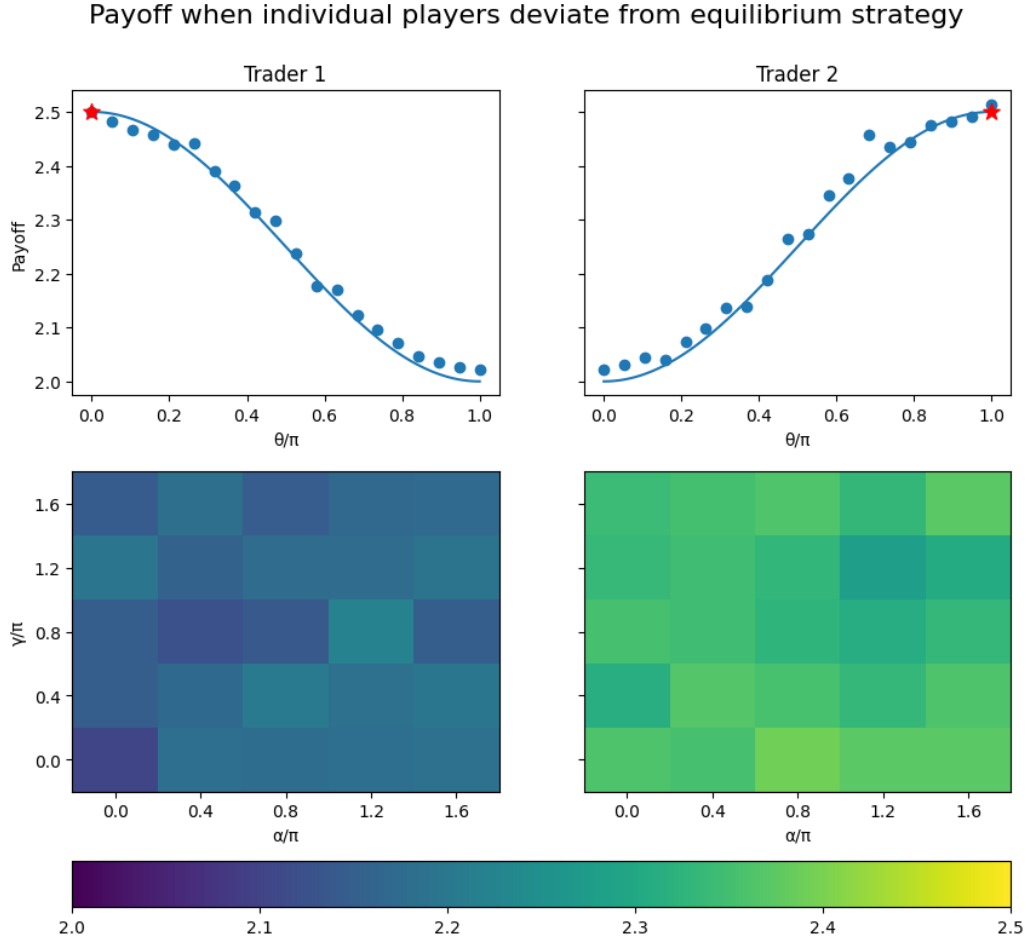 Payoff when individual players deviate from equilibrium strategy
Trader 1
Trader 2
2.5
2.4
2.3
2.2
2.1
2.0
Payoff
0.0 0.2 0.4 0.6 0.8 1.0
θ/π
0.0 0.2 0.4 0.6 0.8 1.0
θ/π
1.6
1.2
0.8
0.4
0.0
γ/π
0.0 0.4 0.8 1.2 1.6
α/π
0.0 0.4 0.8 1.2 1.6
α/π
2.0 2.1 2.2 2.3 2.4 2.5